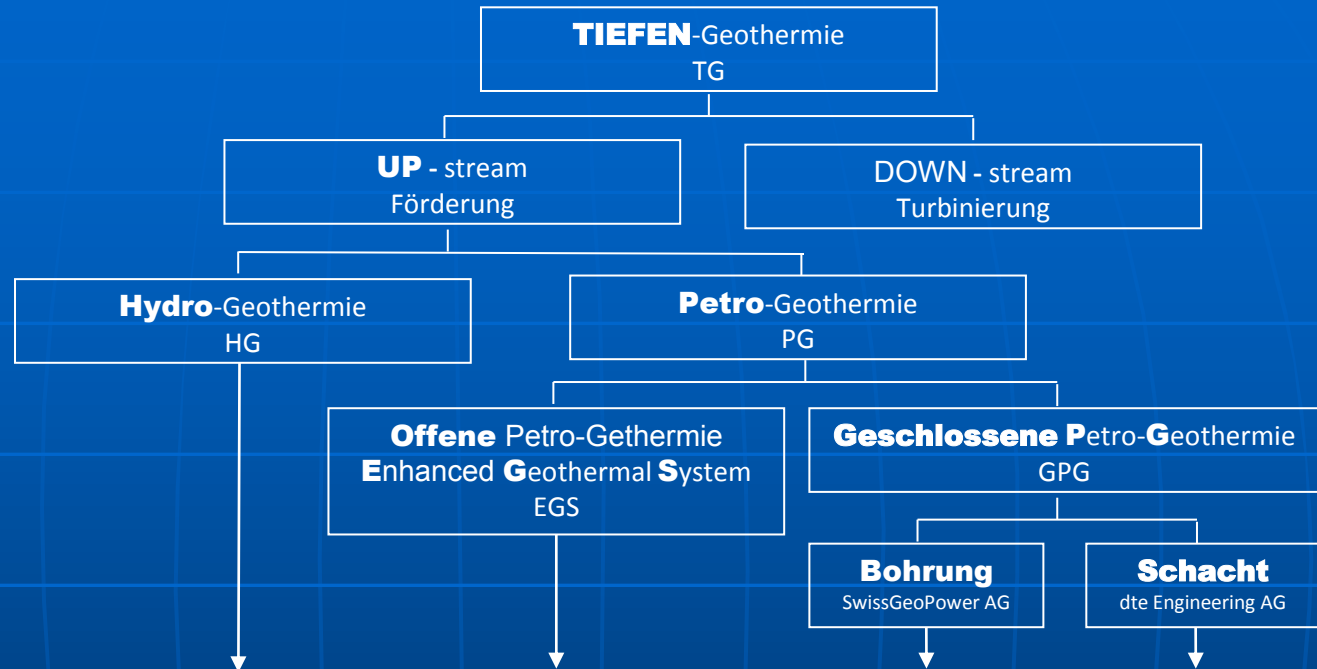 TIEFEN-Geothermie
TG
UP - stream
Förderung
DOWN - stream
Turbinierung
Hydro-Geothermie
HG
Petro-Geothermie
PG
Offene Petro-Gethermie
Enhanced Geothermal System
EGS
Geschlossene Petro-Geothermie
GPG
Bohrung
SwissGeoPower AG
Schacht
dte Engineering AG